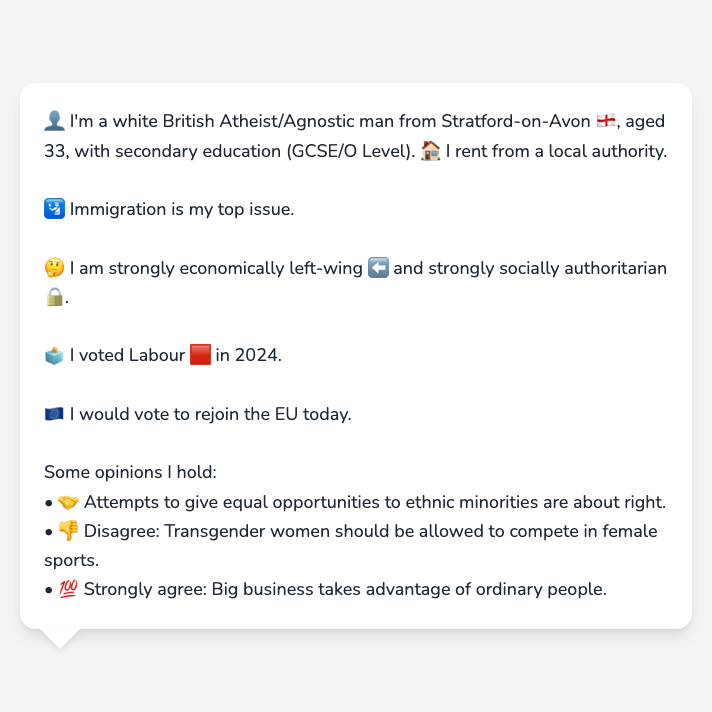 👤 I'm a white British Atheist/Agnostic man from Stratford-on-Avon 🏴󠁧󠁢󠁥󠁮󠁧󠁿, aged
33, with secondary education (GCSE/O Level). 🏠 I rent from a local authority.
🛂 Immigration is my top issue.
🤔 I am strongly economically left-wing ⬅️ and strongly socially authoritarian
🔒.
🗳️ I voted Labour 🟥 in 2024.
🇪🇺 I would vote to rejoin the EU today.
Some opinions I hold:
• 🤝 Attempts to give equal opportunities to ethnic minorities are about right.
• 👎 Disagree: Transgender women should be allowed to compete in female
sports.
• 💯 Strongly agree: Big business takes advantage of ordinary people.